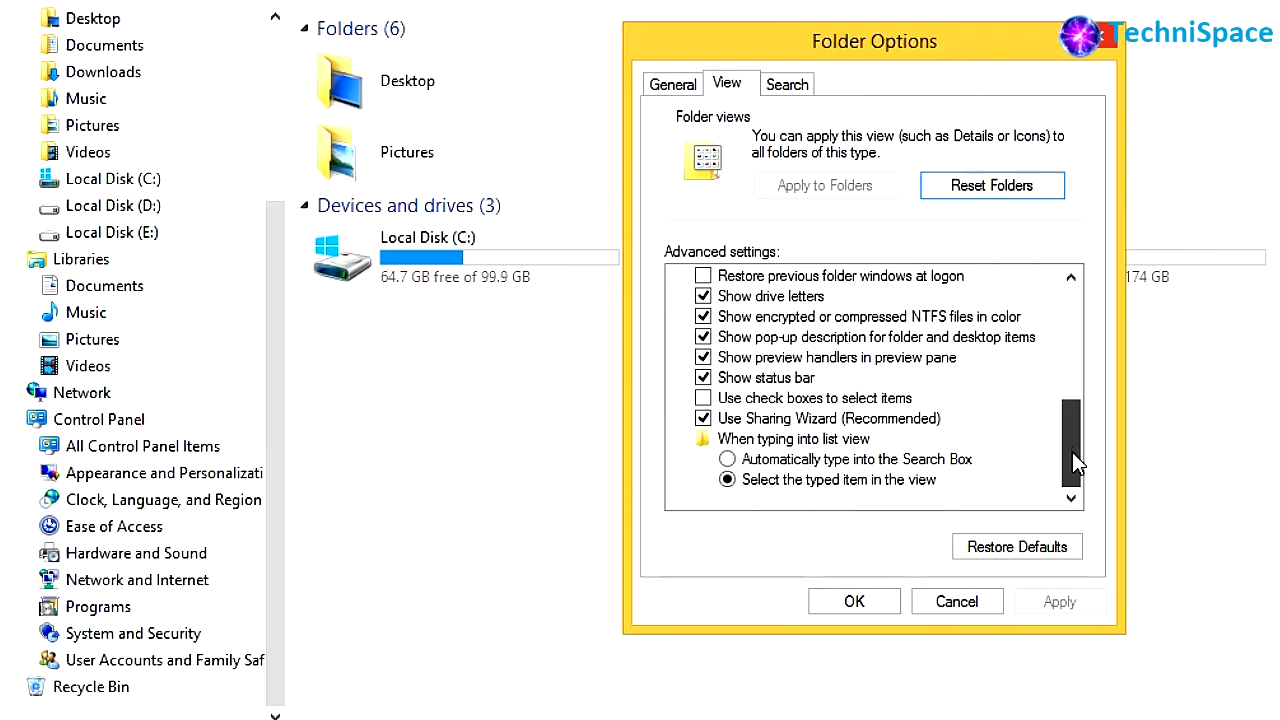 Desktop
Documents
Downloads
Music
Pictures
Videos
Local Disk (C:)
Local Disk (D:)
Local Disk (E:)
Libraries
Documents
Music
Pictures
Videos
Network
Control Panel
All Control Panel Items
Appearance and Personalizati
Clock, Language, and Region
Ease of Access
Hardware and Sound
Network and Internet
Programs
System and Security
User Accounts and Family Saf
Recycle Bin
Folders (6)
Desktop
Pictures
Devices and drives (3)
Local Disk (C:)
64.7 GB free of 99.9 GB
174 GB
TechniSpace
Folder Options
General
View
Search
Folder views
You can apply this view (such as Details or Icons) to
all folders of this type.
Apply to Folders
Reset Folders
Advanced settings:
Restore previous folder windows at logon
Show drive letters
Show encrypted or compressed NTFS files in color
Show pop-up description for folder and desktop items
Show preview handlers in preview pane
Show status bar
Use check boxes to select items
Use Sharing Wizard (Recommended)
When typing into list view
Automatically type into the Search Box
Select the typed item in the view
Restore Defaults
OK
Cancel
Apply